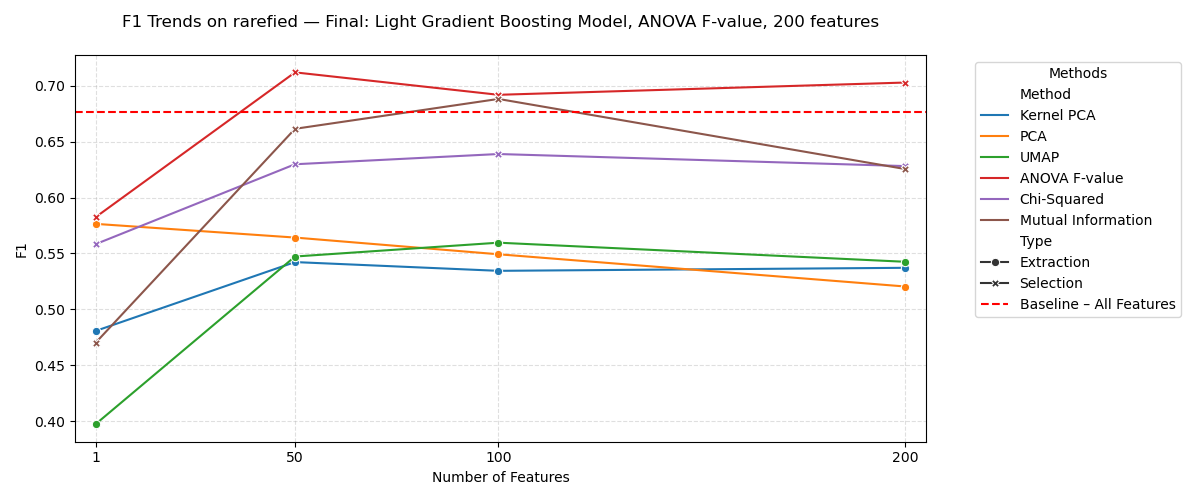 F1 Trends on rarefied — Final: Light Gradient Boosting Model, ANOVA F-value, 200 features
0.70
0.65
0.60
0.55
0.50
0.45
0.40
F1
1
50
100
200
Number of Features
Methods
Method
Kernel PCA
PCA
UMAP
ANOVA F-value
Chi-Squared
Mutual Information
Type
Extraction
Selection
Baseline – All Features